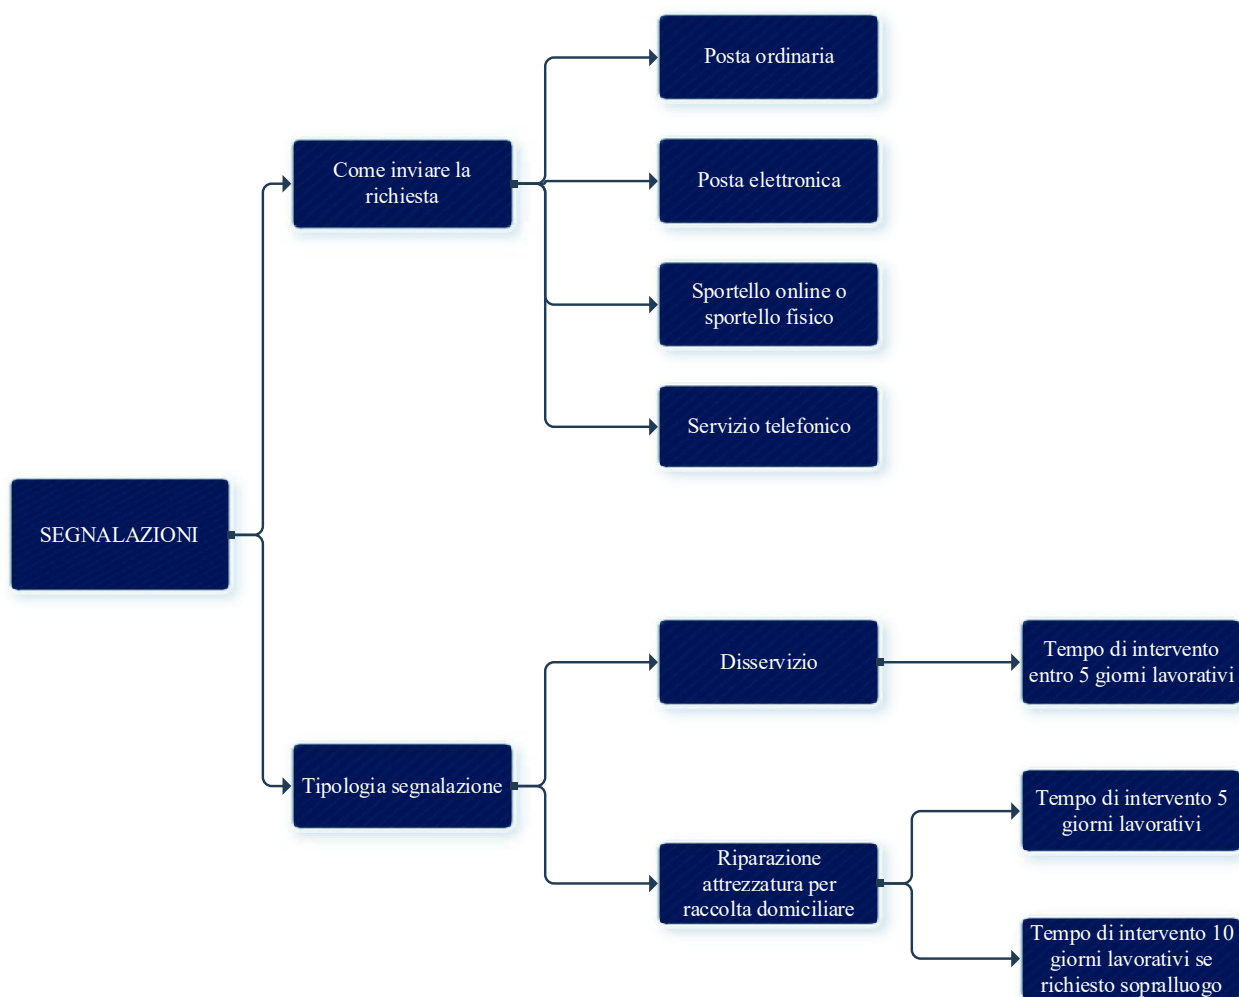 Posta ordinaria
Come inviare la
richiesta
Posta elettronica
Sportello online o
sportello fisico
Servizio telefonico
SEGNALAZIONI
Disservizio
Tempo di intervento
entro 5 giorni lavorativi
Tipologia segnalazione
Tempo di intervento 5
giorni lavorativi
Riparazione
attrezzatura per
raccolta domiciliare
Tempo di intervento 10
giorni lavorativi se
richiesto sopralluogo